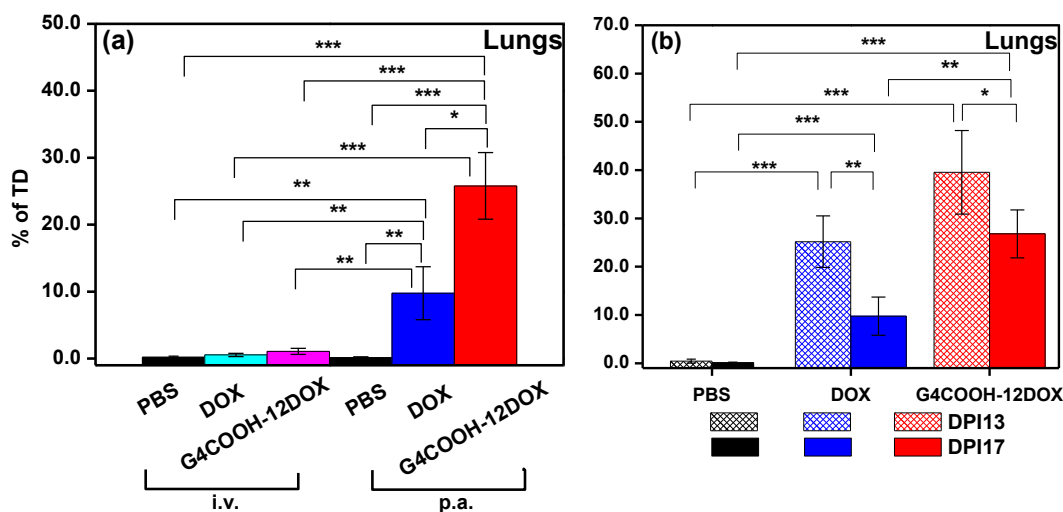 (a)
Lungs
% of TD
50.0
40.0
30.0
20.0
10.0
0.0
***
***
***
*
***
**
**
**
**
PBS
DOX
G4COOH-12DOX
PBS
DOX
G4COOH-12DOX
i.v.
p.a.
(b)
Lungs
70.0
60.0
50.0
40.0
30.0
20.0
10.0
0.0
***
**
***
*
***
***
**
PBS
DOX
G4COOH-12DOX
DPI13
DPI17